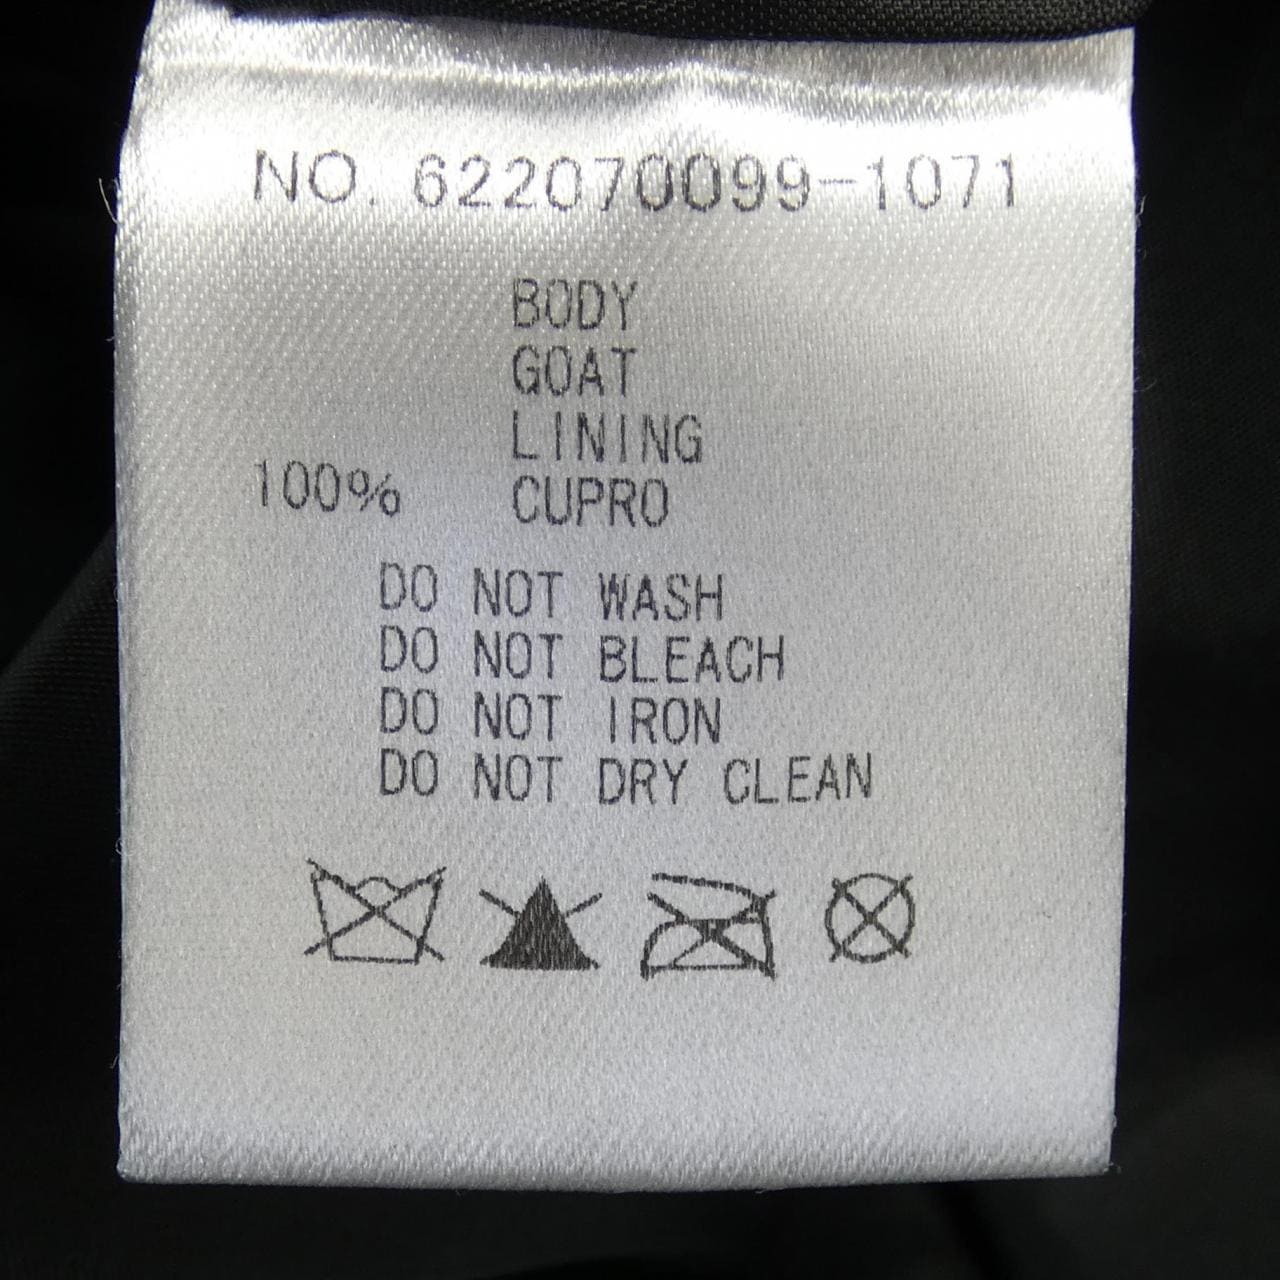 NO. 622070099-1071
BODY
GOAT
LINING
100% CUPRO
DO NOT WASH
DO NOT BLEACH
DO NOT IRON
DO NOT DRY CLEAN